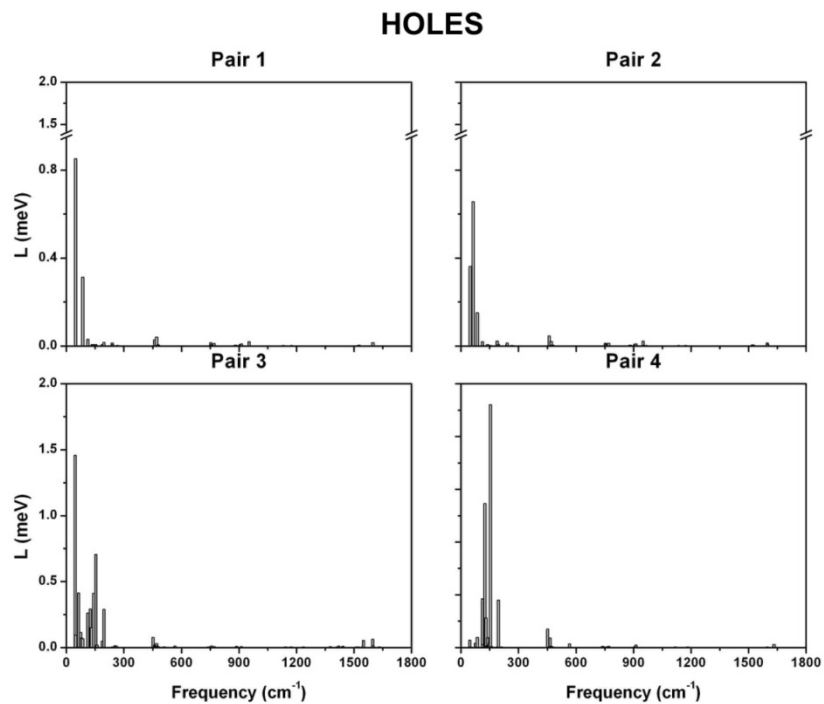 HOLES
Pair 1
Pair 2
2.0
1.5
0.8
0.4
0.0
L (meV)
Pair 3
Pair 4
2.0
1.5
1.0
0.5
0.0
L (meV)
0 300 600 900 1200 1500 1800
0 300 600 900 1200 1500 1800
Frequency (cm⁻¹)
Frequency (cm⁻¹)